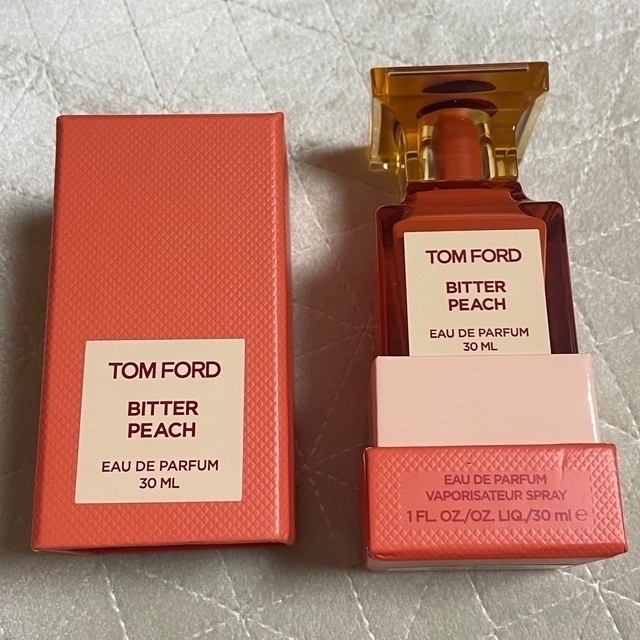 TOM FORD
BITTER
PEACH
EAU DE PARFUM
30 ML
TOM FORD
BITTER
PEACH
EAU DE PARFUM
30 ML
EAU DE PARFUM
VAPORISATEUR SPRAY
1 FL. OZ./OZ. LIQ./30 ml ℮